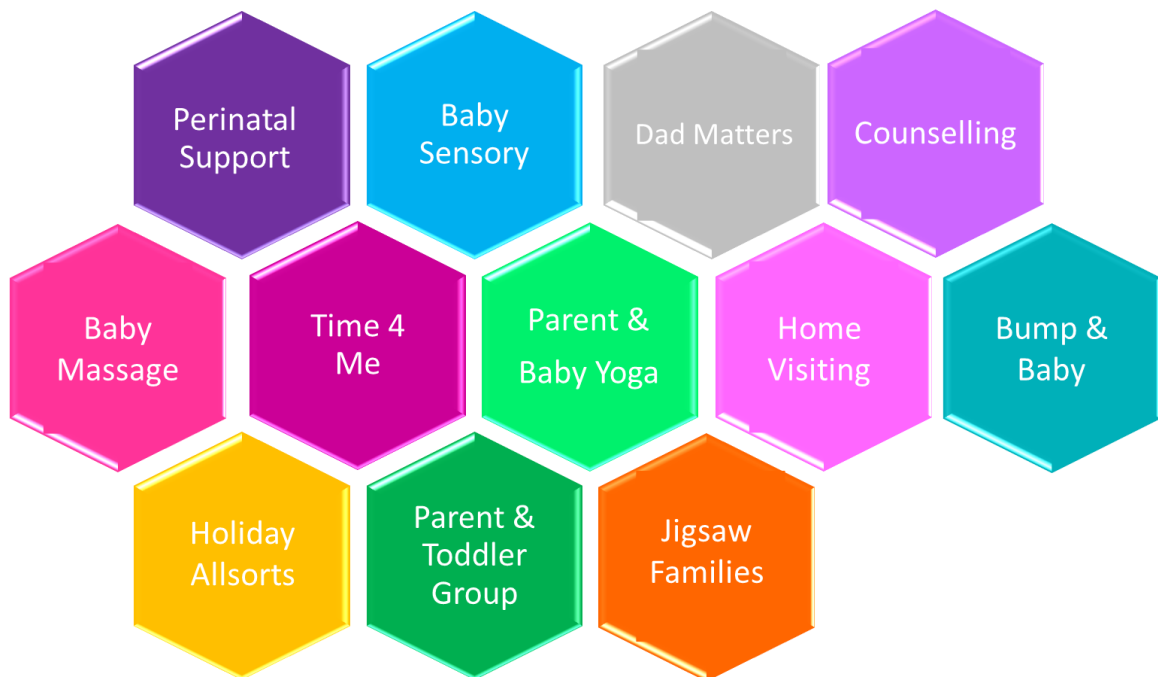 Perinatal
Support
Baby
Sensory
Dad Matters
Counselling
Baby
Massage
Time 4
Me
Parent &
Baby Yoga
Home
Visiting
Bump &
Baby
Holiday
Allsorts
Parent &
Toddler
Group
Jigsaw
Families